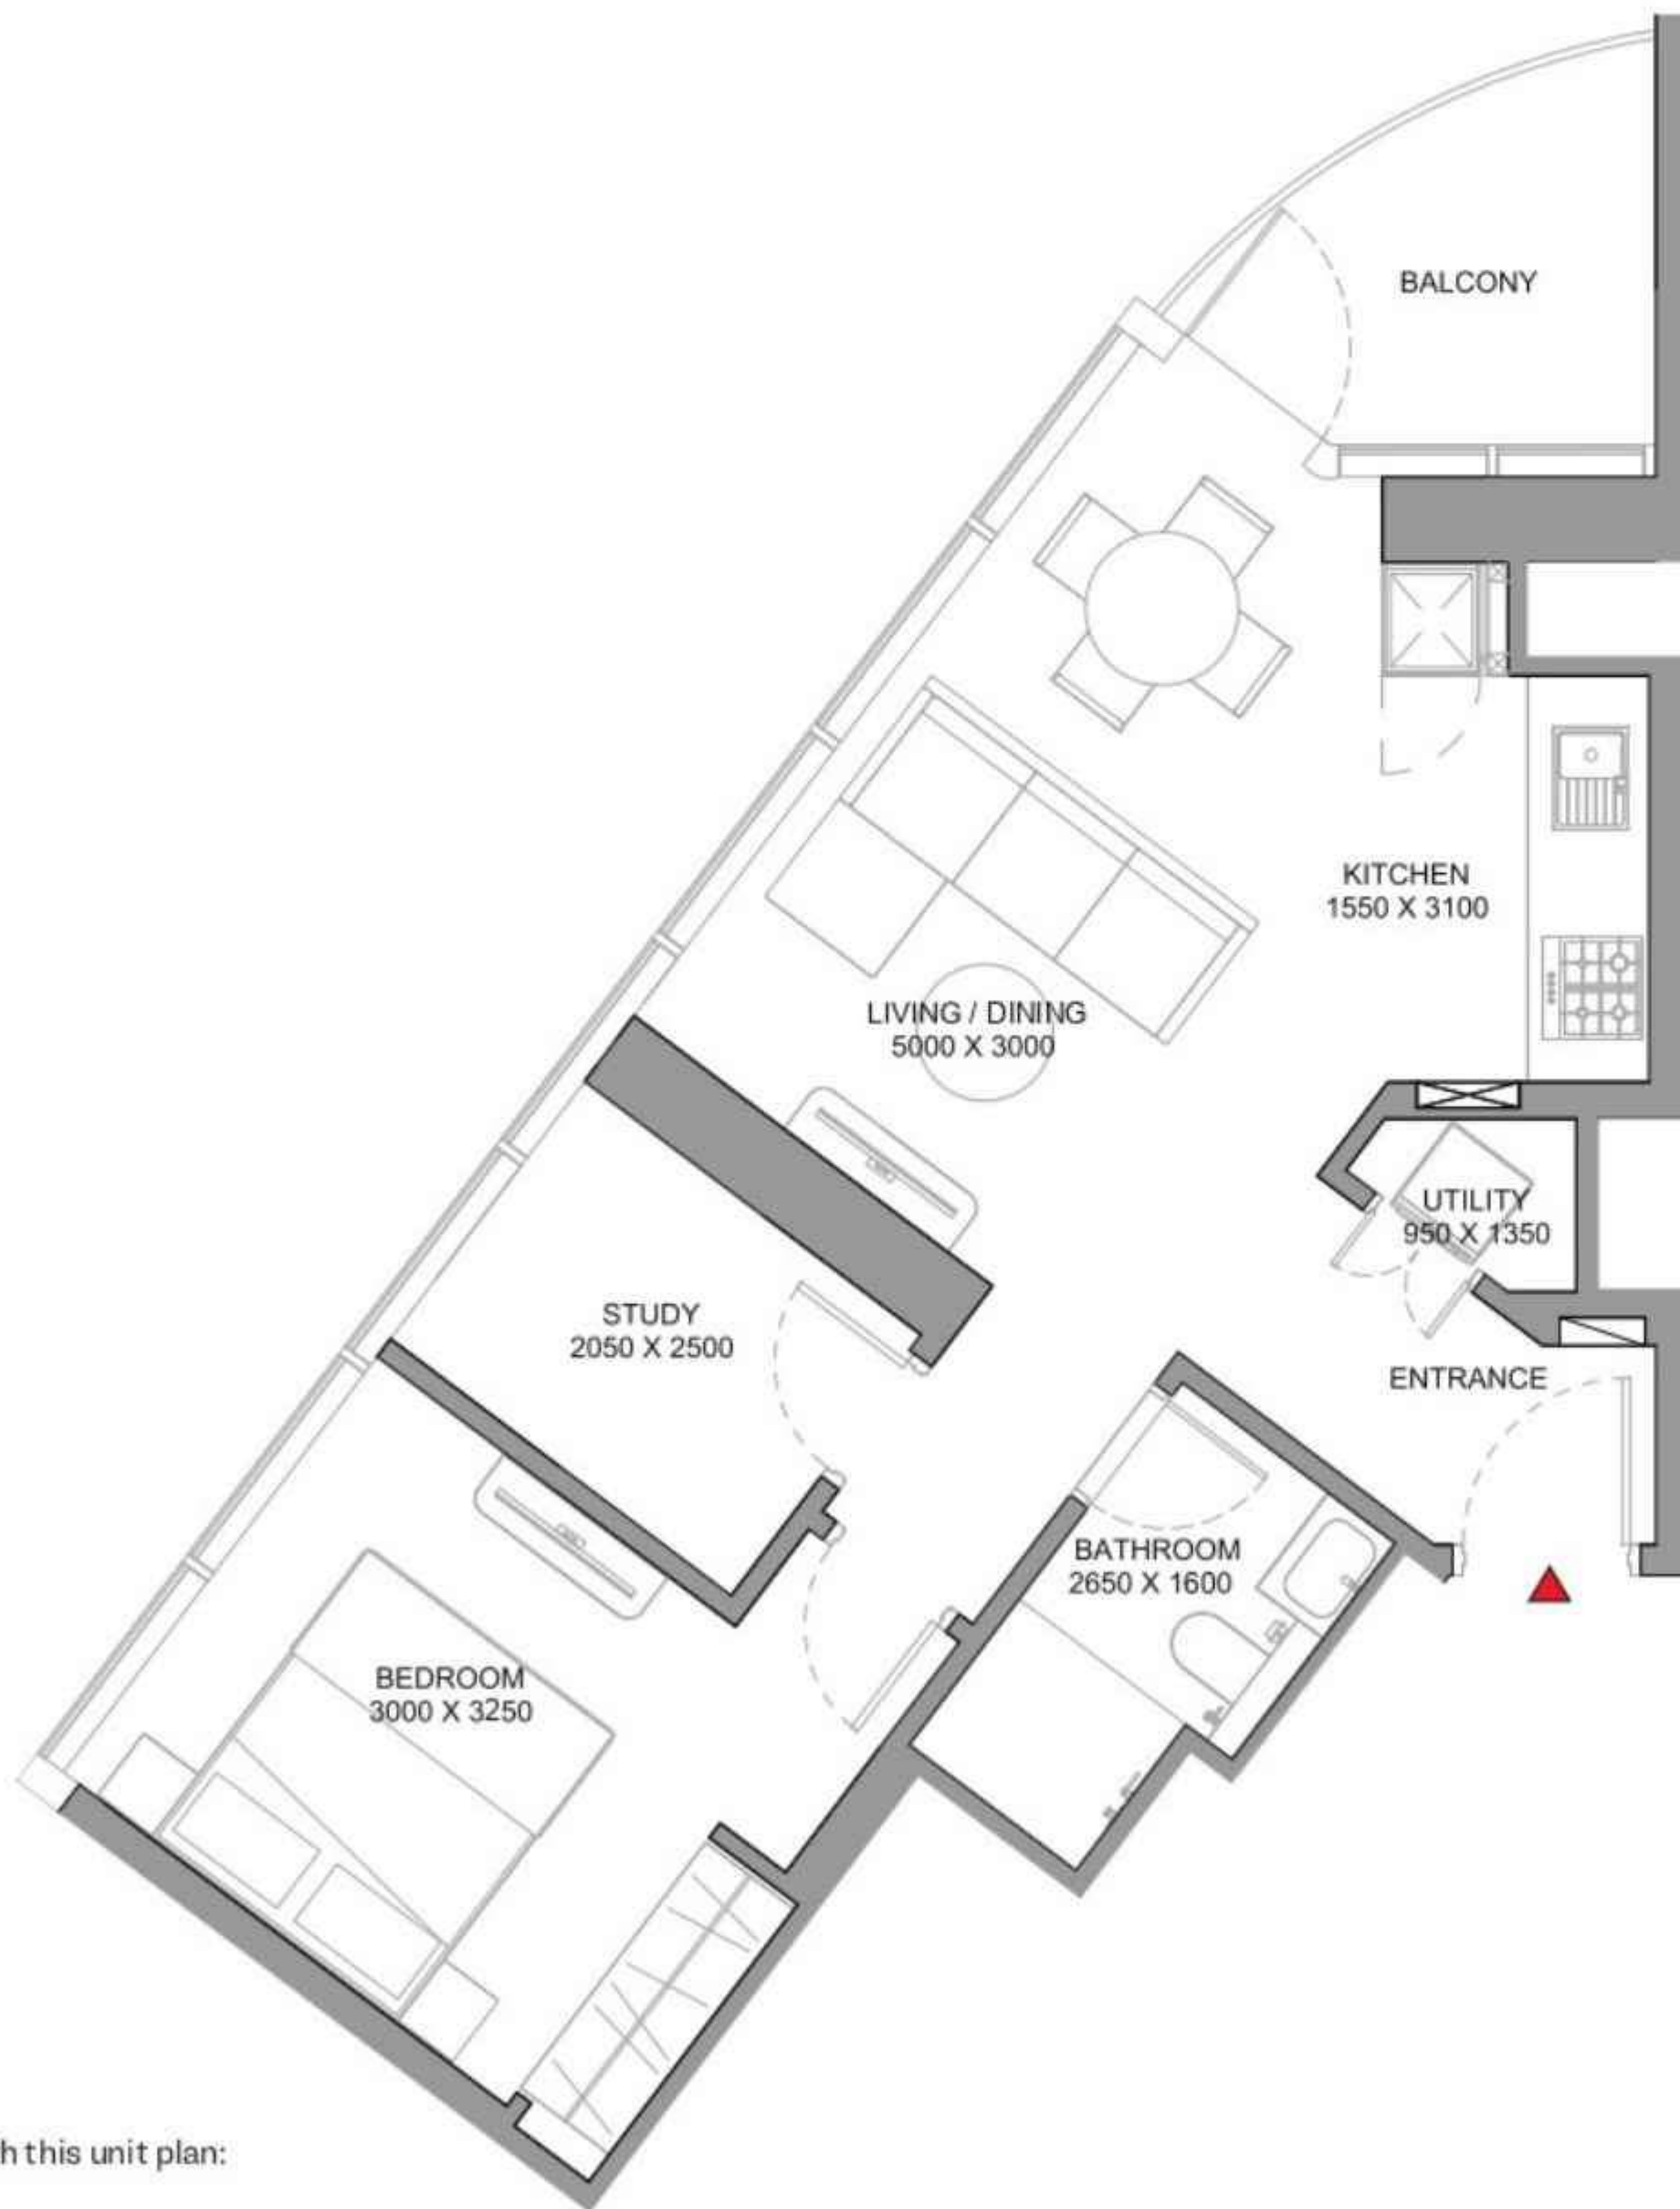 BALCONY
KITCHEN
1550 X 3100
LIVING / DINING
5000 X 3000
UTILITY
950 X 1350
STUDY
2050 X 2500
ENTRANCE
BATHROOM
2650 X 1600
BEDROOM
3000 X 3250
h this unit plan: